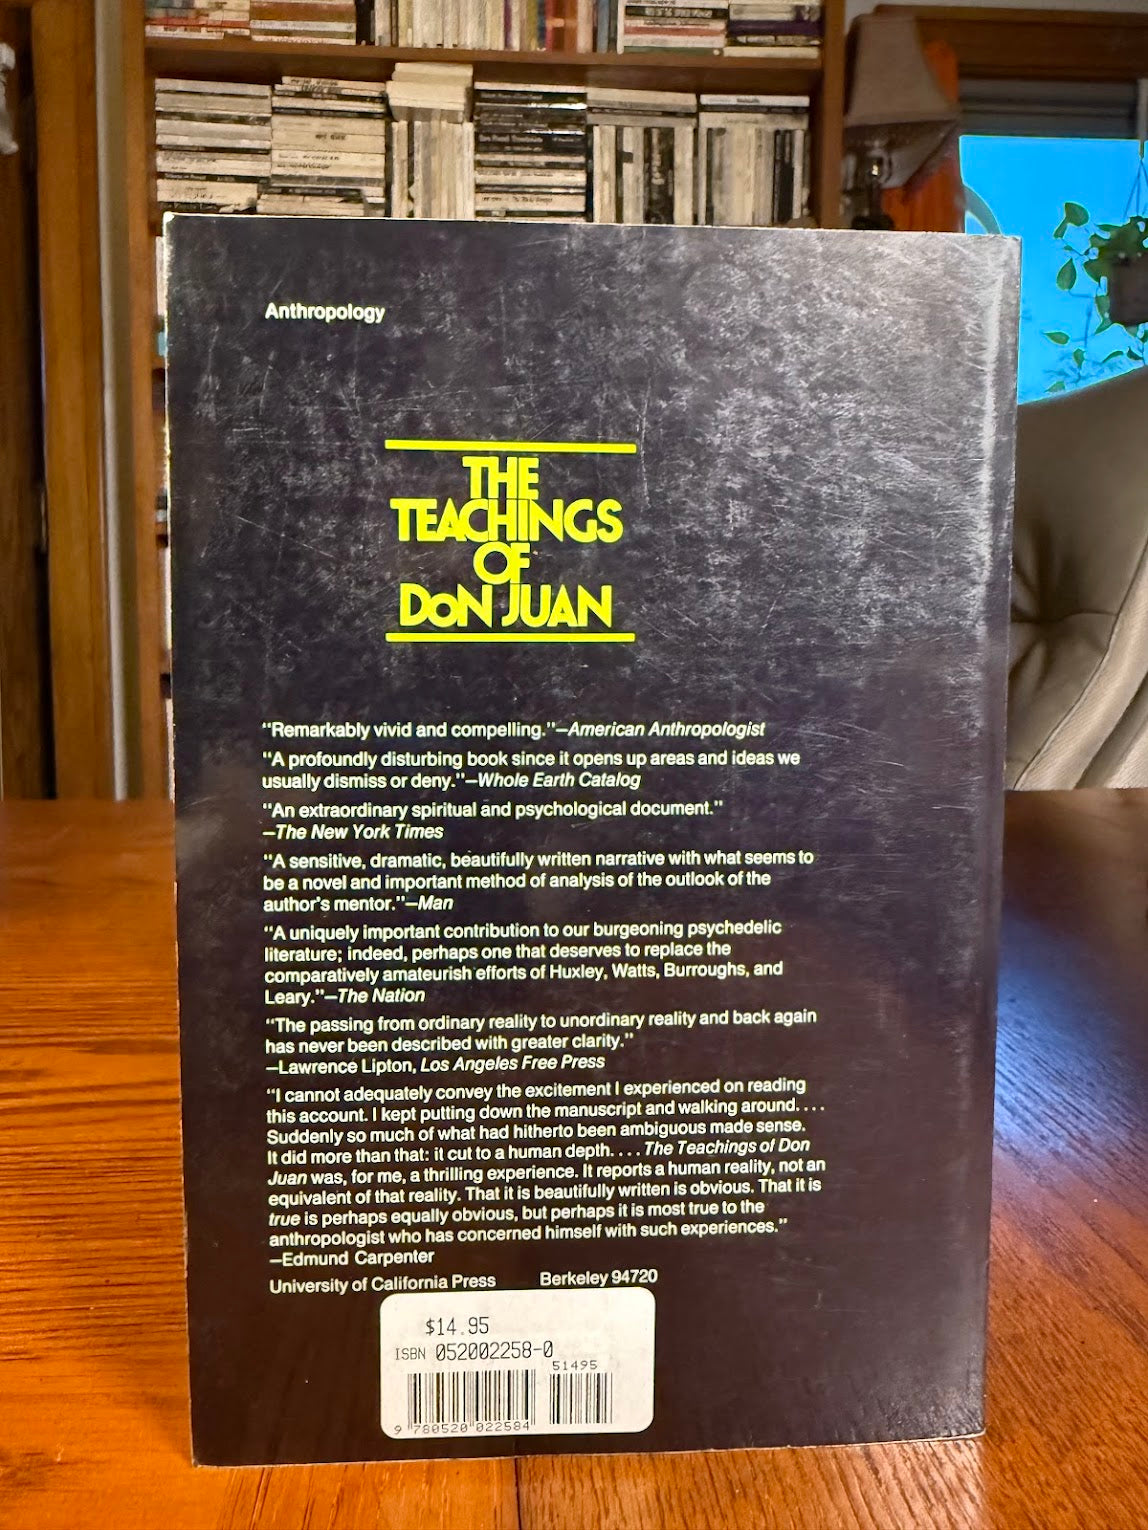 Anthropology
THE
TEACHINGS
OF
DON JUAN
"Remarkably vivid and compelling."—American Anthropologist
"A profoundly disturbing book since it opens up areas and ideas we
usually dismiss or deny."—Whole Earth Catalog
"An extraordinary spiritual and psychological document."
—The New York Times
"A sensitive, dramatic, beautifully written narrative with what seems to
be a novel and important method of analysis of the outlook of the
author's mentor."—Man
"A uniquely important contribution to our burgeoning psychedelic
literature; indeed, perhaps one that deserves to replace the
comparatively amateurish efforts of Huxley, Watts, Burroughs, and
Leary."—The Nation
"The passing from ordinary reality to unordinary reality and back again
has never been described with greater clarity."
—Lawrence Lipton, Los Angeles Free Press
"I cannot adequately convey the excitement I experienced on reading
this account. I kept putting down the manuscript and walking around. . . .
Suddenly so much of what had hitherto been ambiguous made sense.
It did more than that: it cut to a human depth. . . . The Teachings of Don
Juan was, for me, a thrilling experience. It reports a human reality, not an
equivalent of that reality. That it is beautifully written is obvious. That it is
true is perhaps equally obvious, but perhaps it is most true to the
anthropologist who has concerned himself with such experiences."
—Edmund Carpenter
University of California Press Berkeley 94720
$14.95
ISBN 052002258-0
51495
9 780520 022584